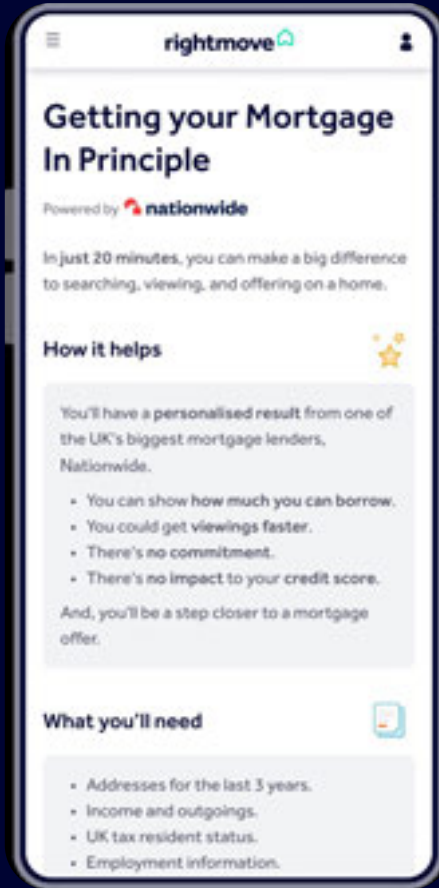 rightmove
Getting your Mortgage
In Principle
Powered by nationwide
In just 20 minutes, you can make a big difference
to searching, viewing, and offering on a home.
How it helps
You'll have a personalised result from one of
the UK's biggest mortgage lenders,
Nationwide.
• You can show how much you can borrow.
• You could get viewings faster.
• There's no commitment.
• There's no impact to your credit score.
And, you'll be a step closer to a mortgage
offer.
What you'll need
• Addresses for the last 3 years.
• Income and outgoings.
• UK tax resident status.
• Employment information.